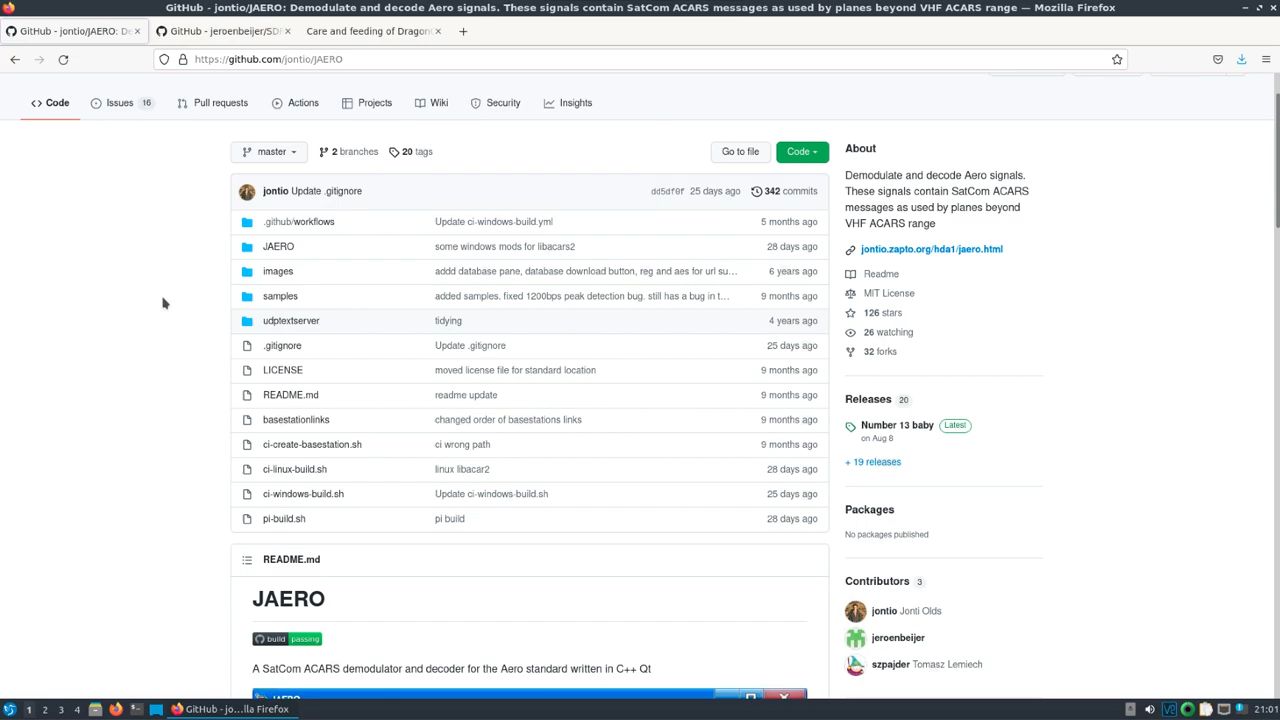 GitHub - jontio/JAERO: Demodulate and decode Aero signals. These signals contain SatCom ACARS messages as used by planes beyond VHF ACARS range — Mozilla Firefox
GitHub - jontio/JAERO: De
GitHub - jeroenbeijer/SDR
Care and feeding of Dragon
https://github.com/jontio/JAERO
Code
Issues 16
Pull requests
Actions
Projects
Wiki
Security
Insights
master
2 branches
20 tags
Go to file
Code
jontio Update .gitignore dd5df0f 25 days ago 342 commits
.github/workflows Update ci-windows-build.yml 5 months ago
JAERO some windows mods for libacars2 28 days ago
images addd database pane, database download button, reg and aes for url su… 6 years ago
samples added samples. fixed 1200bps peak detection bug. still has a bug in t… 9 months ago
udptextserver tidying 4 years ago
.gitignore Update .gitignore 25 days ago
LICENSE moved license file for standard location 9 months ago
README.md readme update 9 months ago
basestationlinks changed order of basestations links 9 months ago
ci-create-basestation.sh ci wrong path 9 months ago
ci-linux-build.sh linux libacar2 28 days ago
ci-windows-build.sh Update ci-windows-build.sh 25 days ago
pi-build.sh pi build 28 days ago
README.md
JAERO
build passing
A SatCom ACARS demodulator and decoder for the Aero standard written in C++ Qt
JAERO
About
Demodulate and decode Aero signals.
These signals contain SatCom ACARS
messages as used by planes beyond
VHF ACARS range
jontio.zapto.org/hda1/jaero.html
Readme
MIT License
126 stars
26 watching
32 forks
Releases 20
Number 13 baby Latest
on Aug 8
+ 19 releases
Packages
No packages published
Contributors 3
jontio Jonti Olds
jeroenbeijer
szpajder Tomasz Lemiech
1 2 3 4
GitHub - jo…lla Firefox
21:01